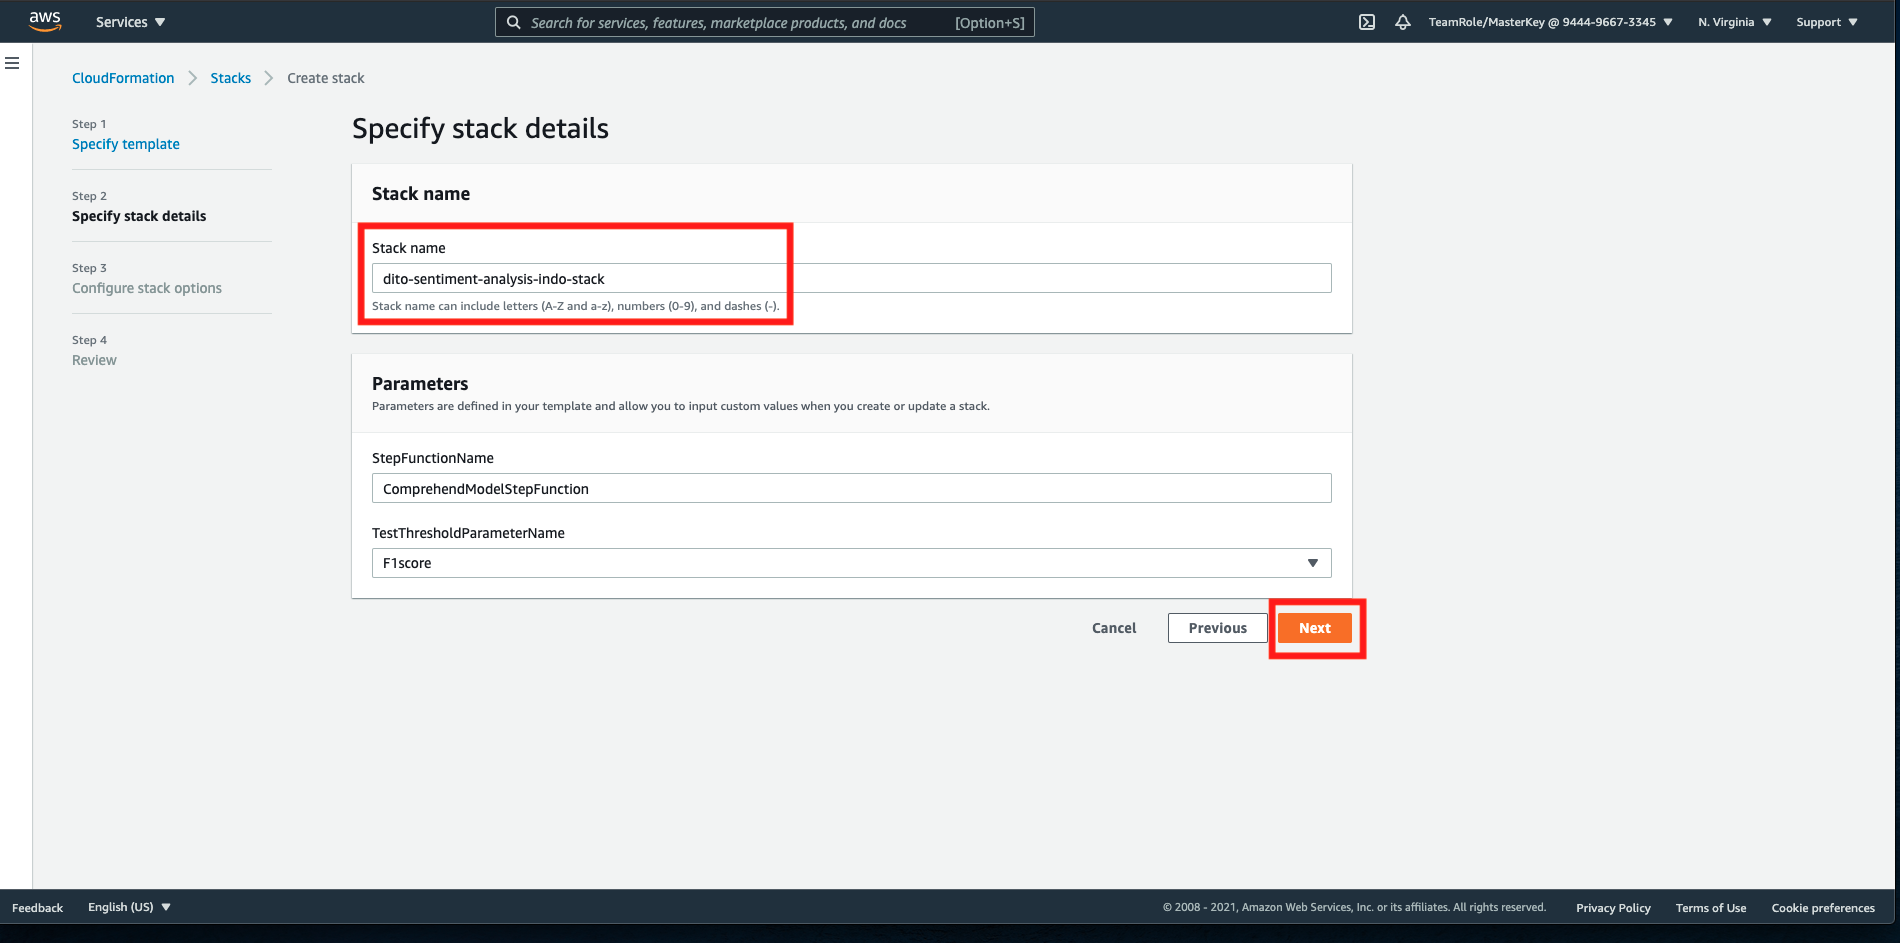 aws
Services
Search for services, features, marketplace products, and docs [Option+S]
TeamRole/MasterKey @ 9444-9667-3345
N. Virginia
Support
CloudFormation
Stacks
Create stack
Step 1
Specify template
Step 2
Specify stack details
Step 3
Configure stack options
Step 4
Review
Specify stack details
Stack name
Stack name
dito-sentiment-analysis-indo-stack
Stack name can include letters (A-Z and a-z), numbers (0-9), and dashes (-).
Parameters
Parameters are defined in your template and allow you to input custom values when you create or update a stack.
StepFunctionName
ComprehendModelStepFunction
TestThresholdParameterName
F1score
Cancel
Previous
Next
Feedback
English (US)
© 2008 - 2021, Amazon Web Services, Inc. or its affiliates. All rights reserved.
Privacy Policy
Terms of Use
Cookie preferences